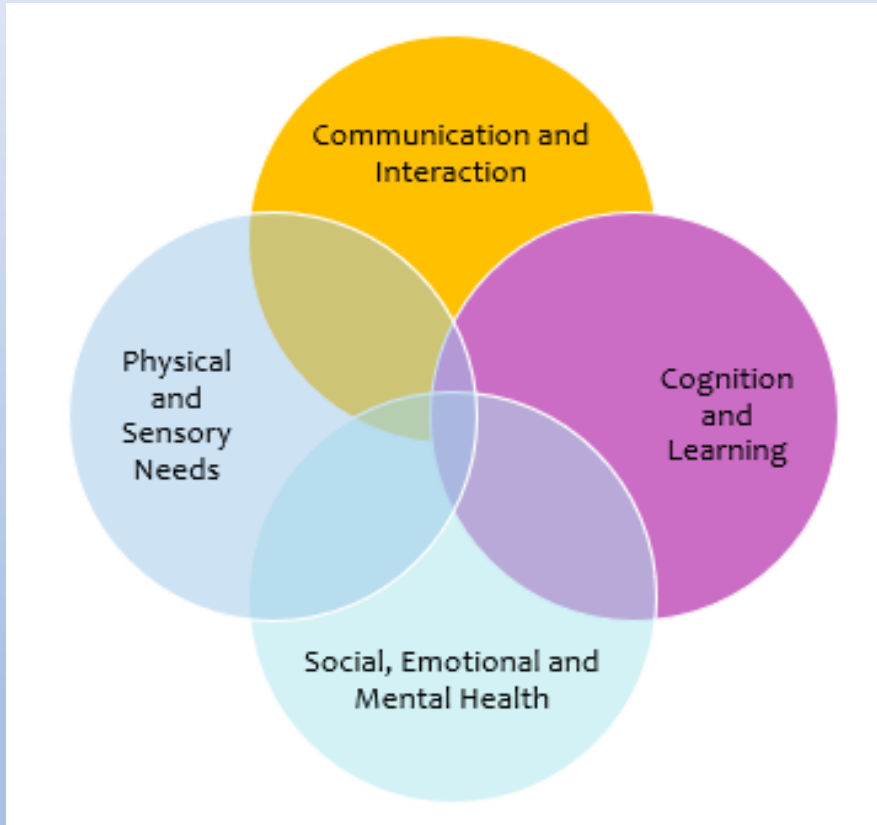 Communication and
Interaction
Physical
and
Sensory
Needs
Cognition
and
Learning
Social, Emotional and
Mental Health